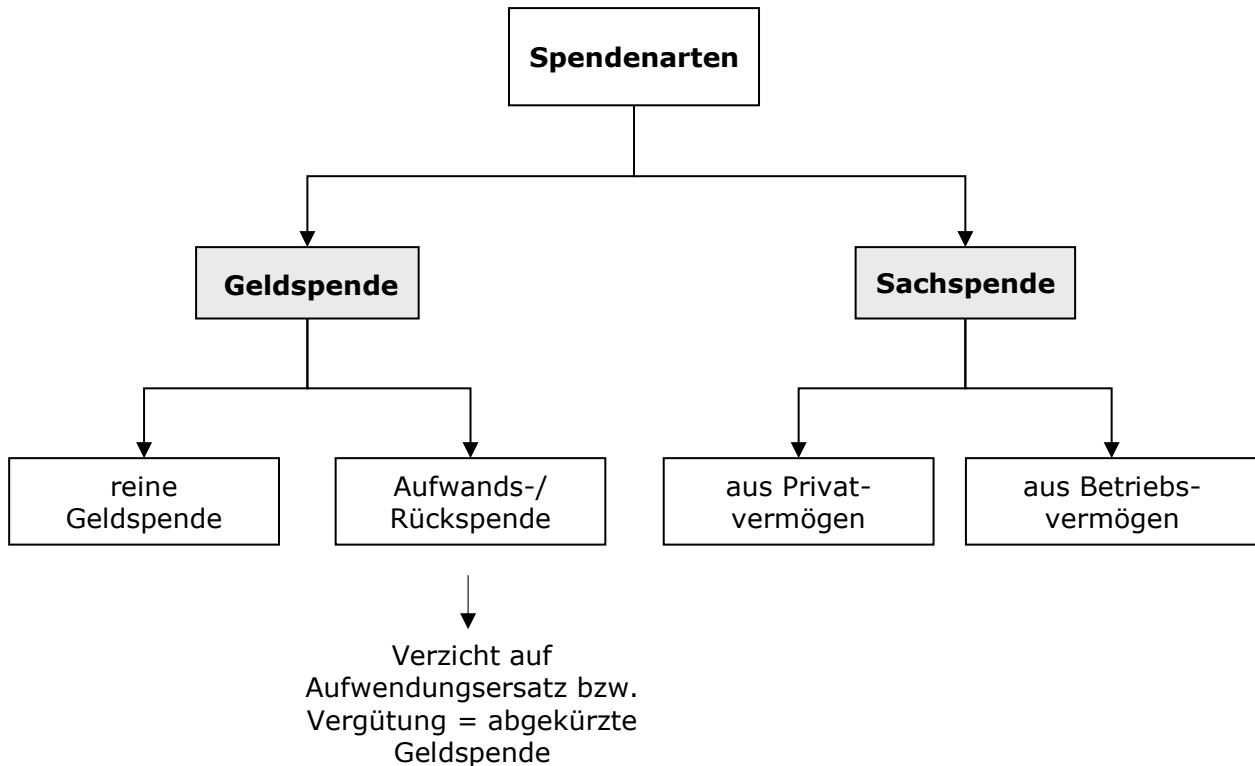 Spendenarten
Geldspende
Sachspende
reine
Geldspende
Aufwands-/
Rückspende
aus Privat-
vermögen
aus Betriebs-
vermögen
Verzicht auf
Aufwendungsersatz bzw.
Vergütung = abgekürzte
Geldspende